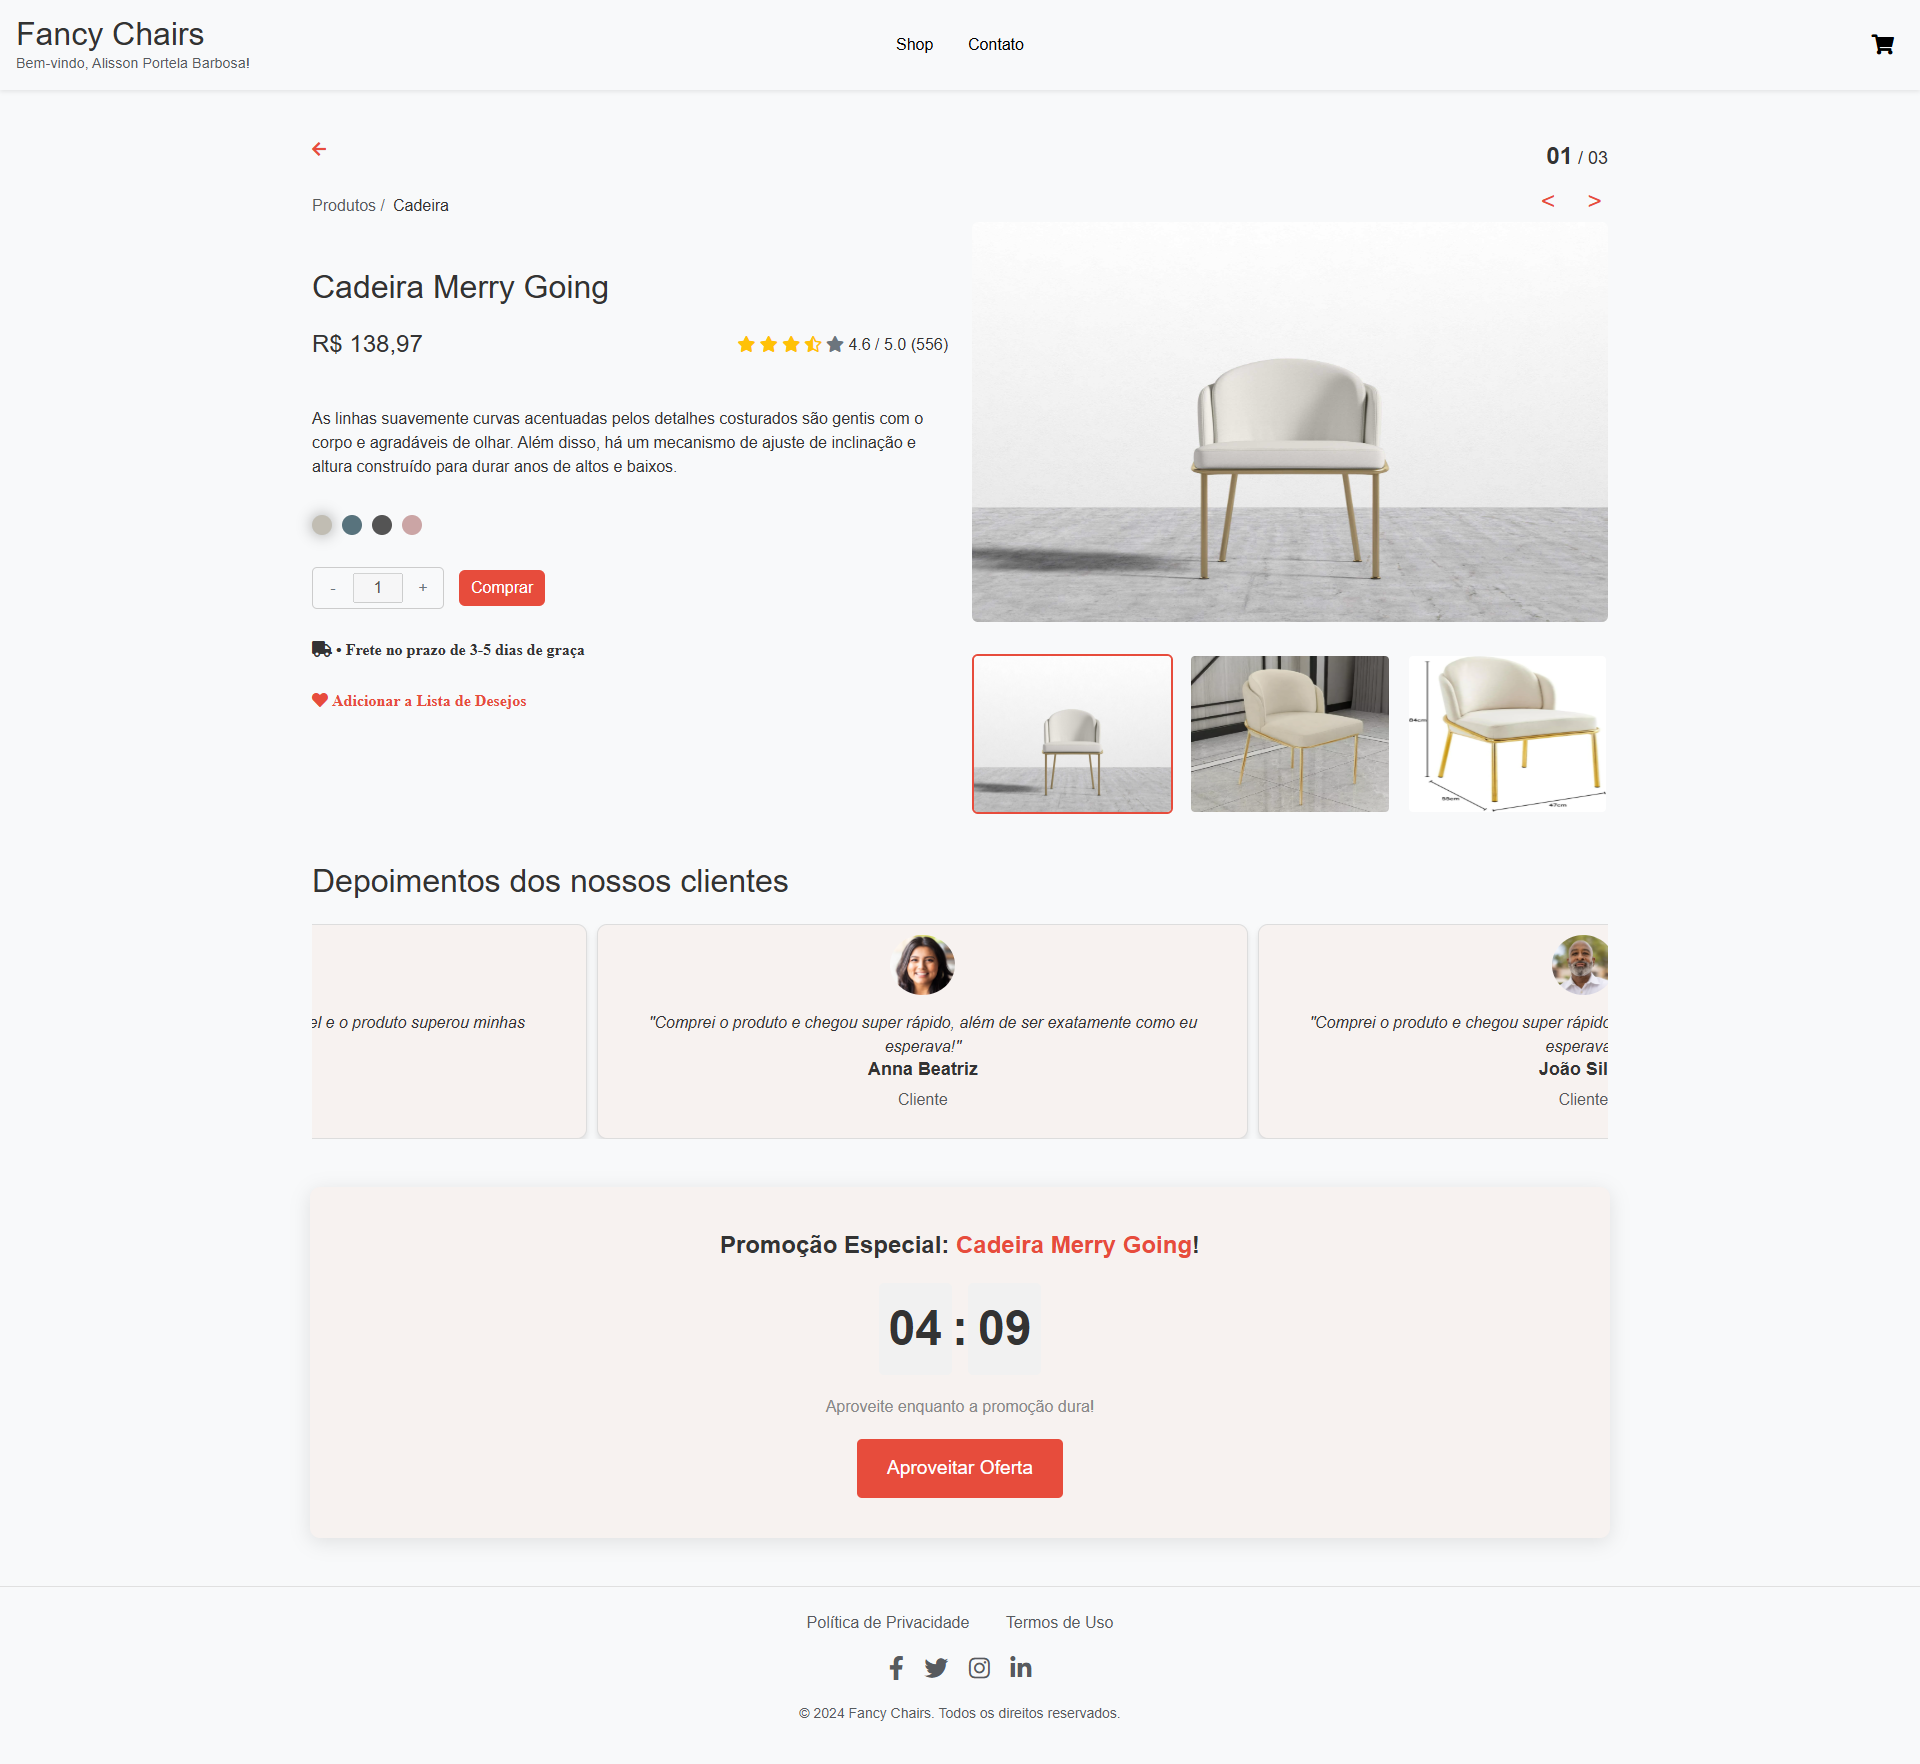 Fancy Chairs
Bem-vindo, Alisson Portela Barbosa!
Shop
Contato
01 / 03
Produtos / Cadeira
< >
Cadeira Merry Going
R$ 138,97
4.6 / 5.0 (556)
As linhas suavemente curvas acentuadas pelos detalhes costurados são gentis com o
corpo e agradáveis de olhar. Além disso, há um mecanismo de ajuste de inclinação e
altura construído para durar anos de altos e baixos.
- 1 +
Comprar
• Frete no prazo de 3-5 dias de graça
Adicionar a Lista de Desejos
84cm
55cm
47cm
Depoimentos dos nossos clientes
el e o produto superou minhas
"Comprei o produto e chegou super rápido, além de ser exatamente como eu
esperava!"
Anna Beatriz
Cliente
"Comprei o produto e chegou super rápido
esperava
João Sil
Cliente
Promoção Especial: Cadeira Merry Going!
04 : 09
Aproveite enquanto a promoção dura!
Aproveitar Oferta
Política de Privacidade
Termos de Uso
© 2024 Fancy Chairs. Todos os direitos reservados.